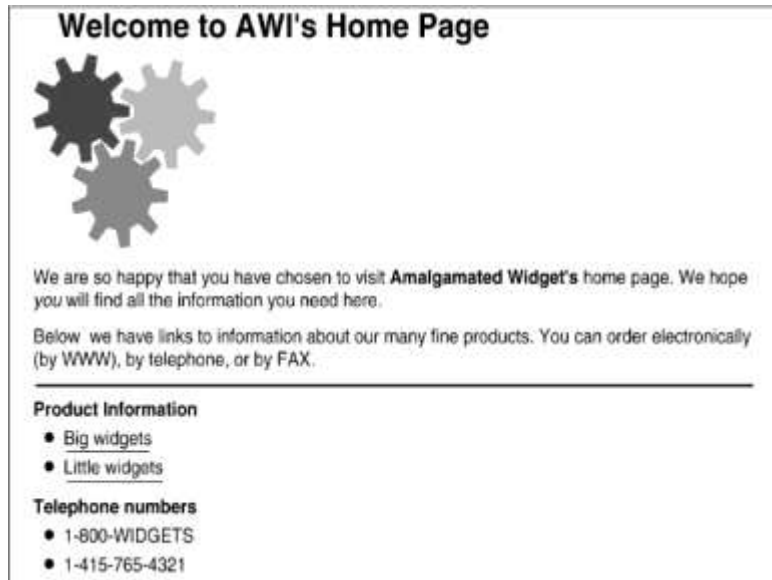 Welcome to AWI's Home Page
We are so happy that you have chosen to visit Amalgamated Widget's home page. We hope
you will find all the information you need here.
Below we have links to information about our many fine products. You can order electronically
(by WWW), by telephone, or by FAX.
Product Information
● Big widgets
● Little widgets
Telephone numbers
● 1-800-WIDGETS
● 1-415-765-4321